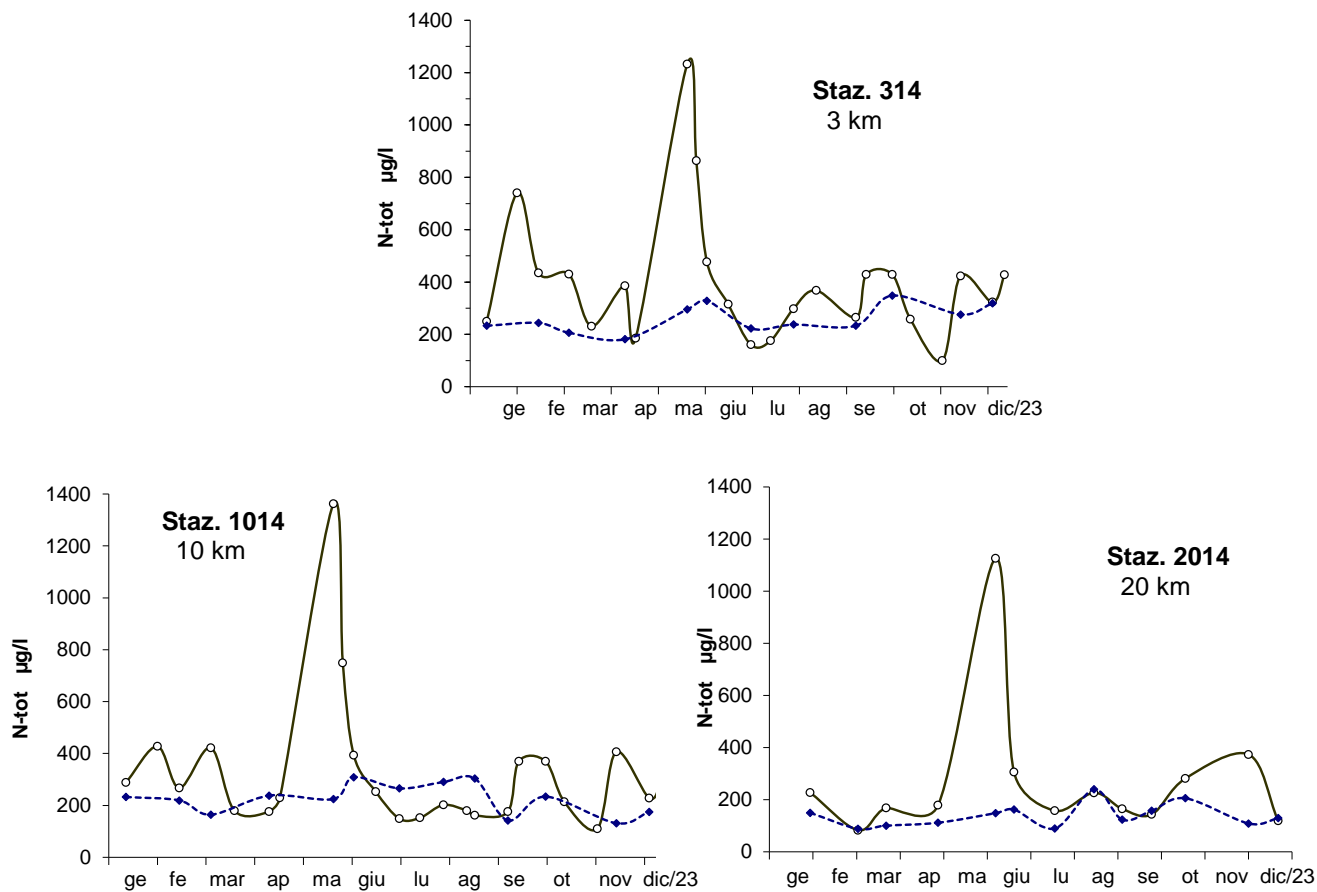 1400
1200
1000
800
600
400
200
0
N-tot µg/l
Staz. 314
3 km
ge fe mar ap ma giu lu ag se ot nov dic/23
1400
1200
1000
800
600
400
200
0
N-tot µg/l
Staz. 1014
10 km
ge fe mar ap ma giu lu ag se ot nov dic/23
1400
1200
1000
800
600
400
200
0
N-tot µg/l
Staz. 2014
20 km
ge fe mar ap ma giu lu ag se ot nov dic/23